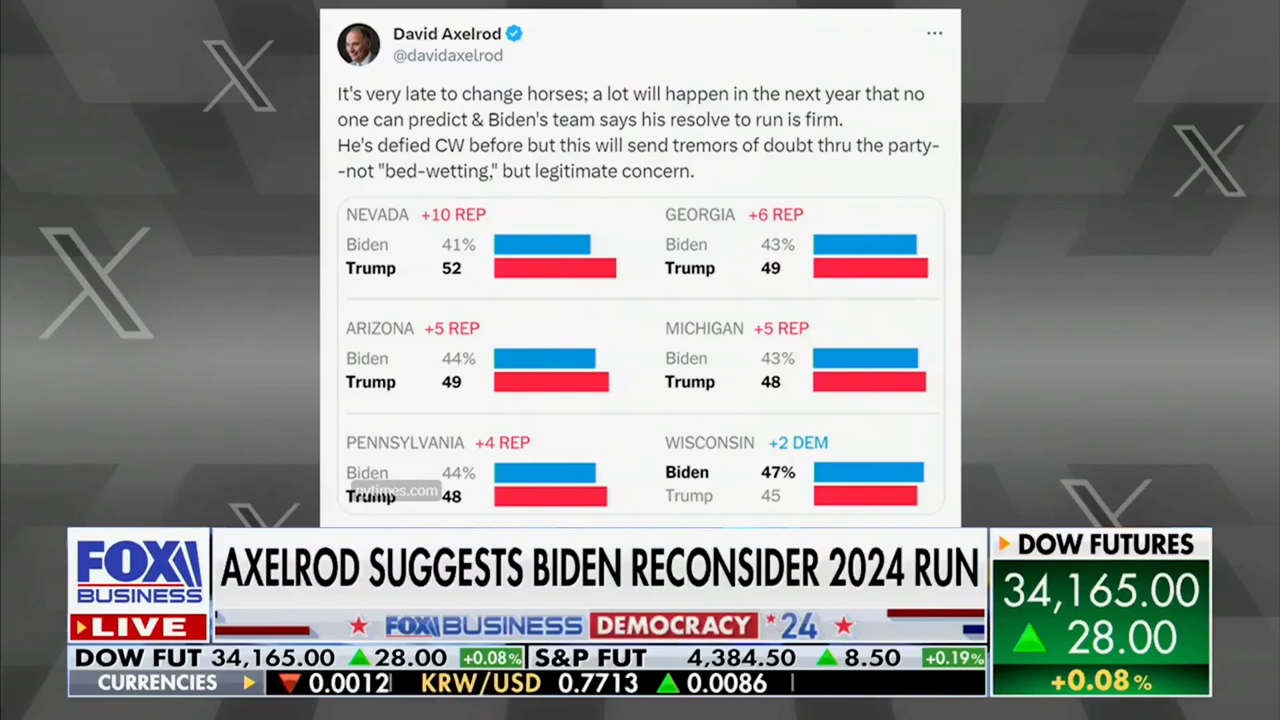 David Axelrod
@davidaxelrod
It's very late to change horses; a lot will happen in the next year that no
one can predict & Biden's team says his resolve to run is firm.
He's defied CW before but this will send tremors of doubt thru the party-
-not "bed-wetting," but legitimate concern.
NEVADA +10 REP
Biden 41%
Trump 52
GEORGIA +6 REP
Biden 43%
Trump 49
ARIZONA +5 REP
Biden 44%
Trump 49
MICHIGAN +5 REP
Biden 43%
Trump 48
PENNSYLVANIA +4 REP
Biden 44%
Trump 48
nytimes.com
WISCONSIN +2 DEM
Biden 47%
Trump 45
FOX
BUSINESS
LIVE
AXELROD SUGGESTS BIDEN RECONSIDER 2024 RUN
FOX BUSINESS DEMOCRACY '24
DOW FUTURES
34,165.00
28.00
+0.08%
DOW FUT 34,165.00 28.00 +0.08% S&P FUT 4,384.50 8.50 +0.19%
CURRENCIES 0.0012 KRW/USD 0.7713 0.0086